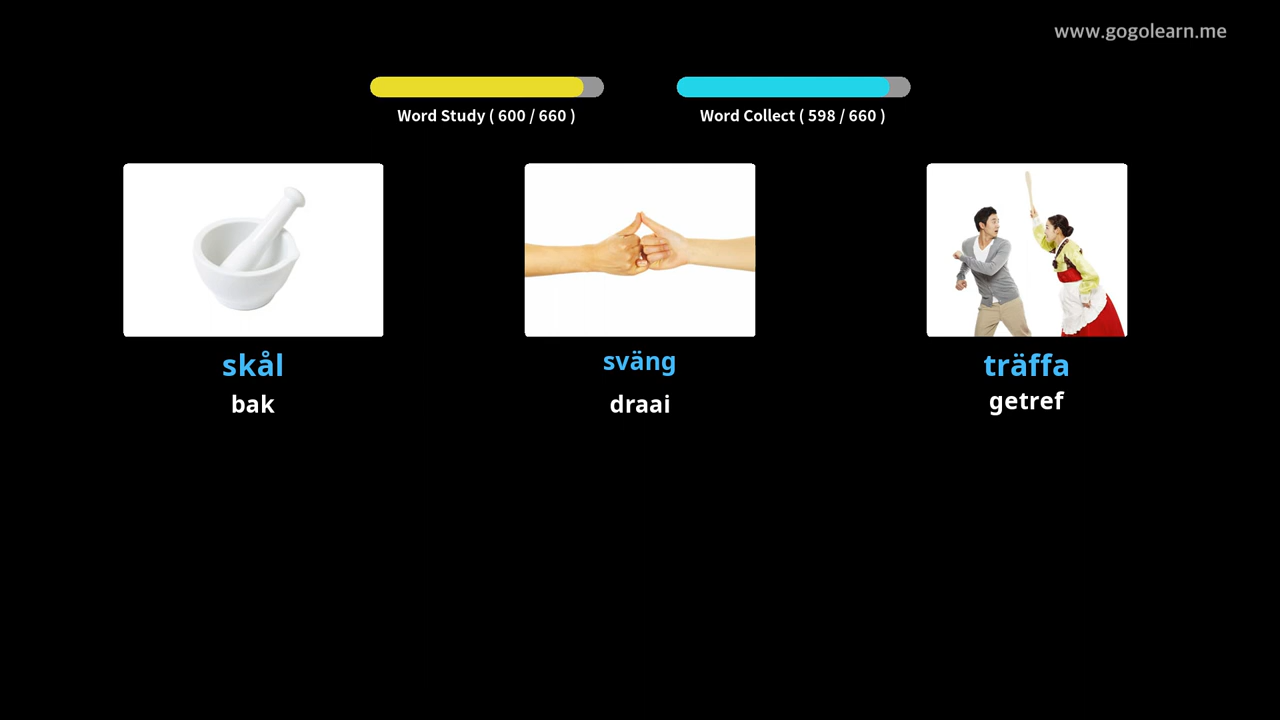 www.gogolearn.me
Word Study ( 600 / 660 )
Word Collect ( 598 / 660 )
skål
sväng
träffa
bak
draai
getref